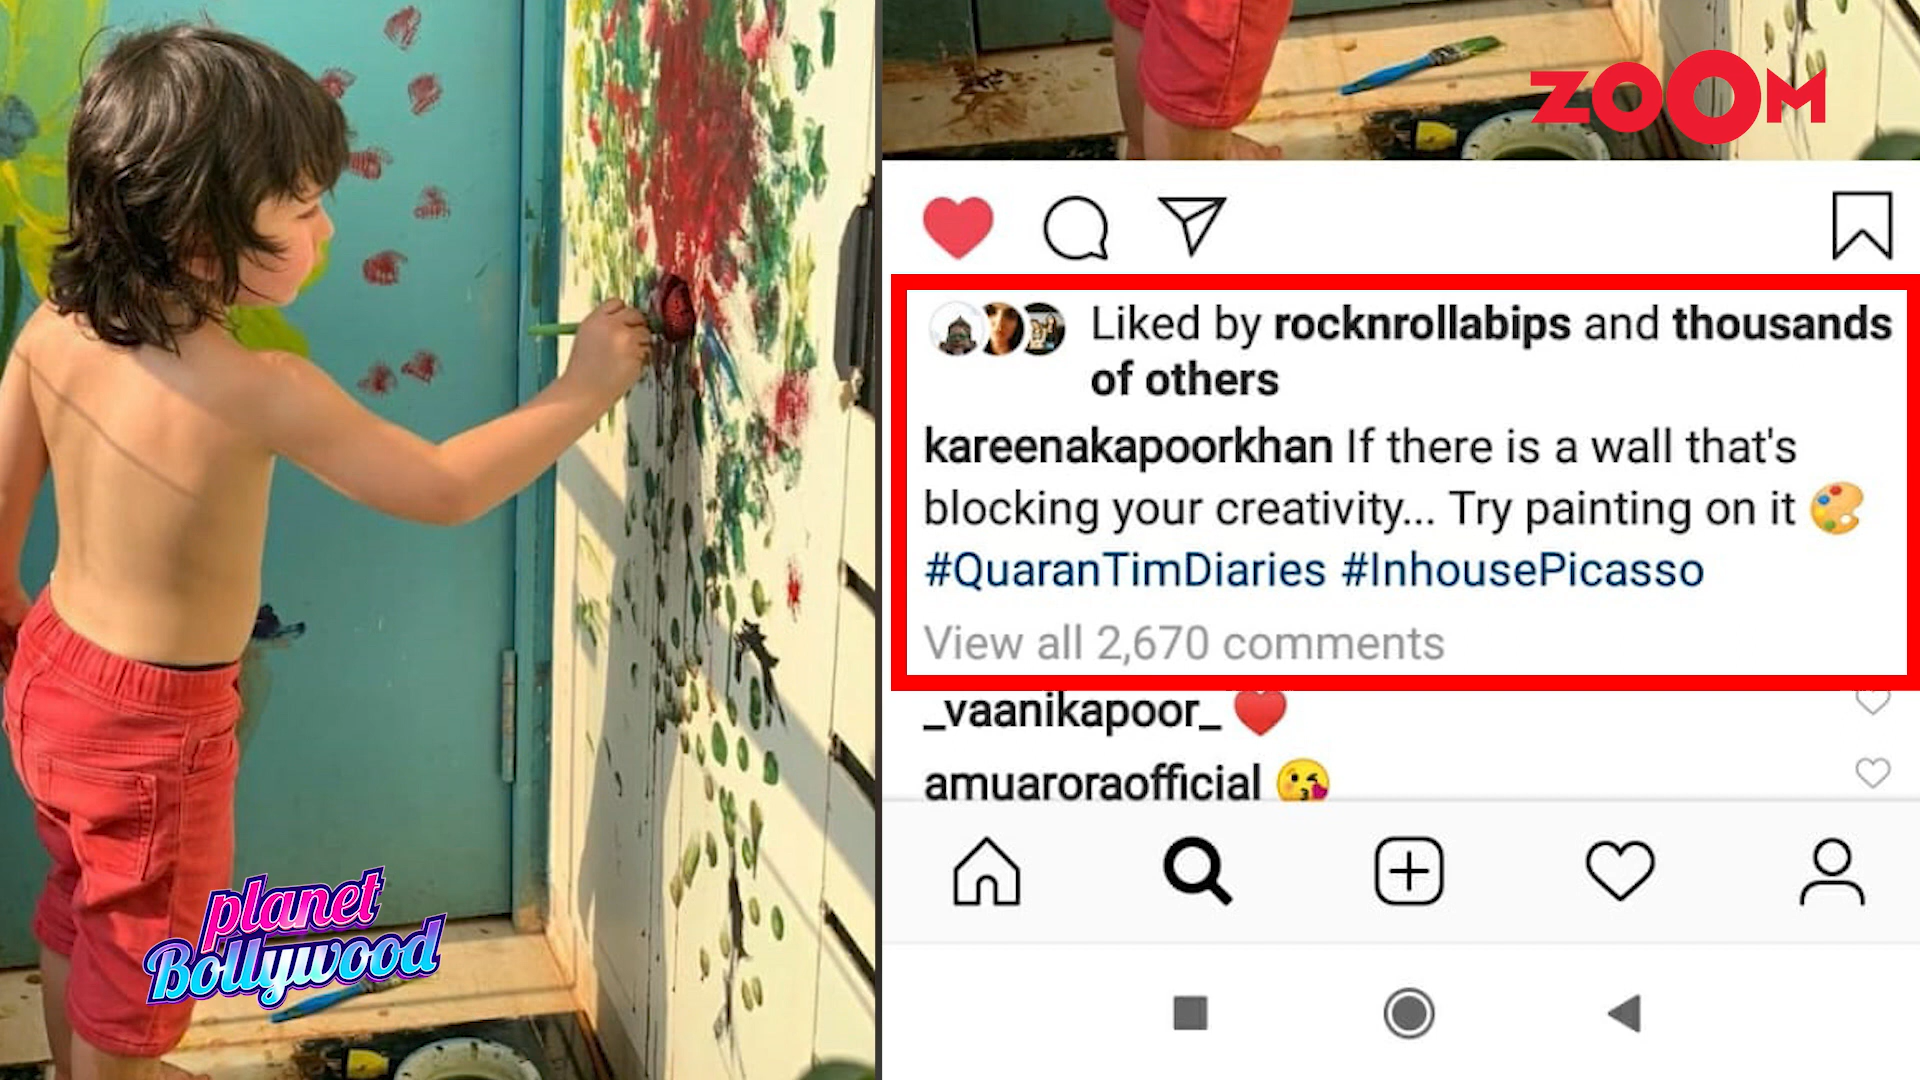 planet
Bollywood
ZOOM
Liked by rocknrollabips and thousands
of others
kareenakapoorkhan If there is a wall that's
blocking your creativity... Try painting on it 🎨
#QuaranTimDiaries #InhousePicasso
View all 2,670 comments
_vaanikapoor_ ❤️
amuaroraofficial 😘